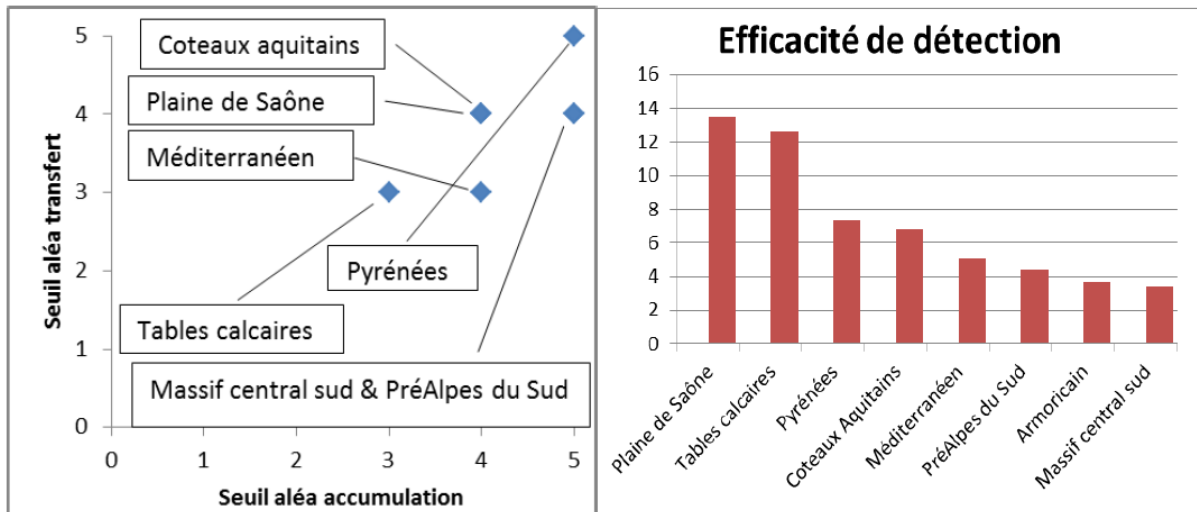 Seuil aléa transfert
5
4
3
2
1
0
0
1
2
3
4
5
Seuil aléa accumulation
Coteaux aquitains
Plaine de Saône
Méditerranéen
Pyrénées
Tables calcaires
Massif central sud & PréAlpes du Sud
Efficacité de détection
16
14
12
10
8
6
4
2
0
Plaine de Saône
Tables calcaires
Pyrénées
Coteaux Aquitains
Méditerranéen
PréAlpes du Sud
Armoricain
Massif central sud